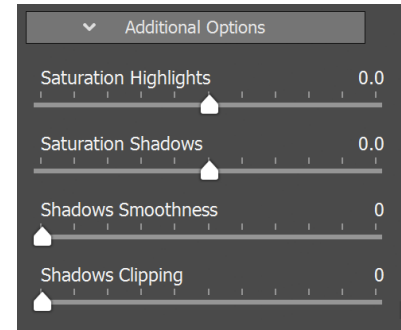 Additional Options
Saturation Highlights 0.0
Saturation Shadows 0.0
Shadows Smoothness 0
Shadows Clipping 0